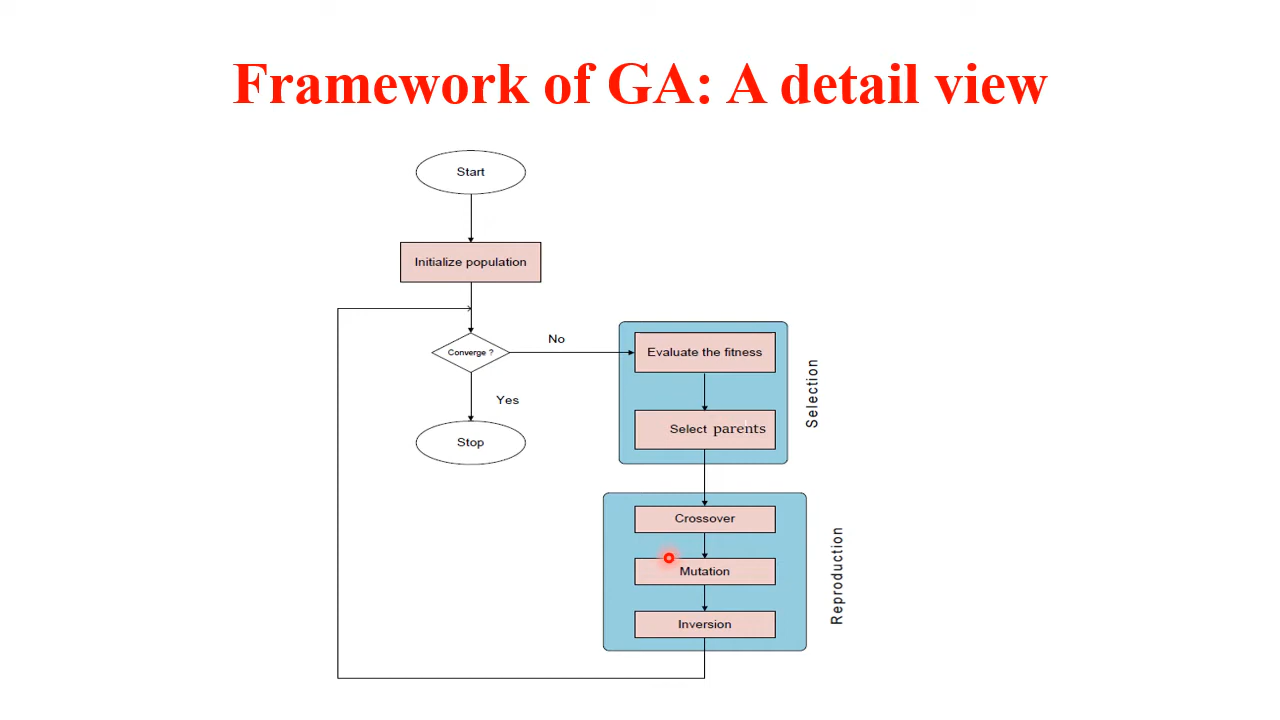 Framework of GA: A detail view
Start
Initialize population
Converge ?
No
Yes
Stop
Evaluate the fitness
Select parents
Selection
Crossover
Mutation
Inversion
Reproduction